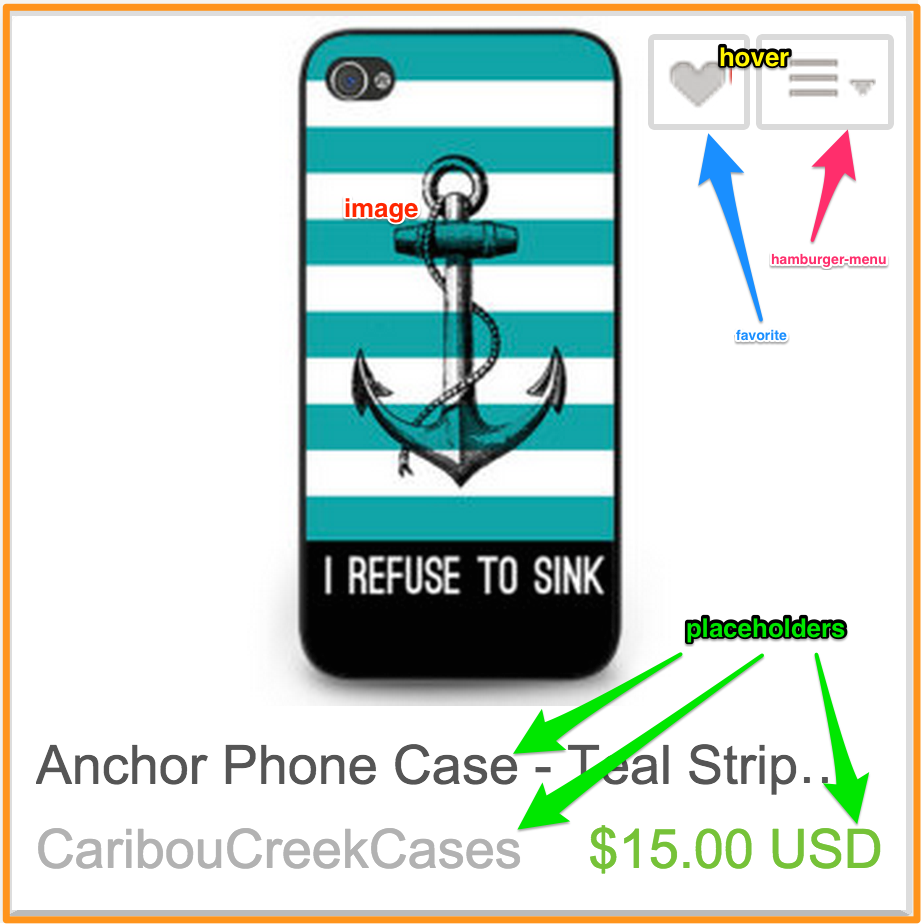 hover
image
hamburger-menu
favorite
I REFUSE TO SINK
placeholders
Anchor Phone Case - Teal Strip...
CaribouCreekCases
$15.00 USD